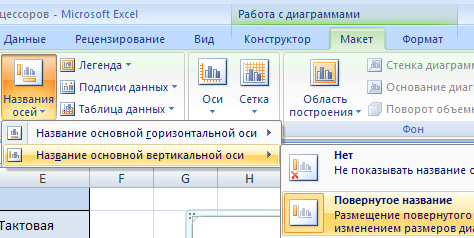 цессоров - Microsoft Excel
Работа с диаграммами
Данные Рецензирование Вид Конструктор Макет Формат
Названия осей
Легенда
Подписи данных
Таблица данных
Оси
Сетка
Область построения
Стенка диаграмм
Основание диаг
Поворот объемн
Фон
Название основной горизонтальной оси
Название основной вертикальной оси
Нет
Не показывать название о
Повернутое название
Размещение повернутого
изменением размеров ди
E F G H
Тактовая